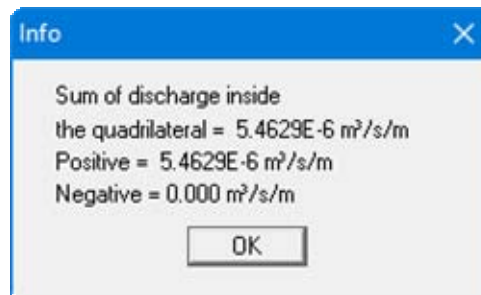 Info
Sum of discharge inside
the quadrilateral = 5.4629E-6 m³/s/m
Positive = 5.4629E-6 m³/s/m
Negative = 0.000 m³/s/m
OK